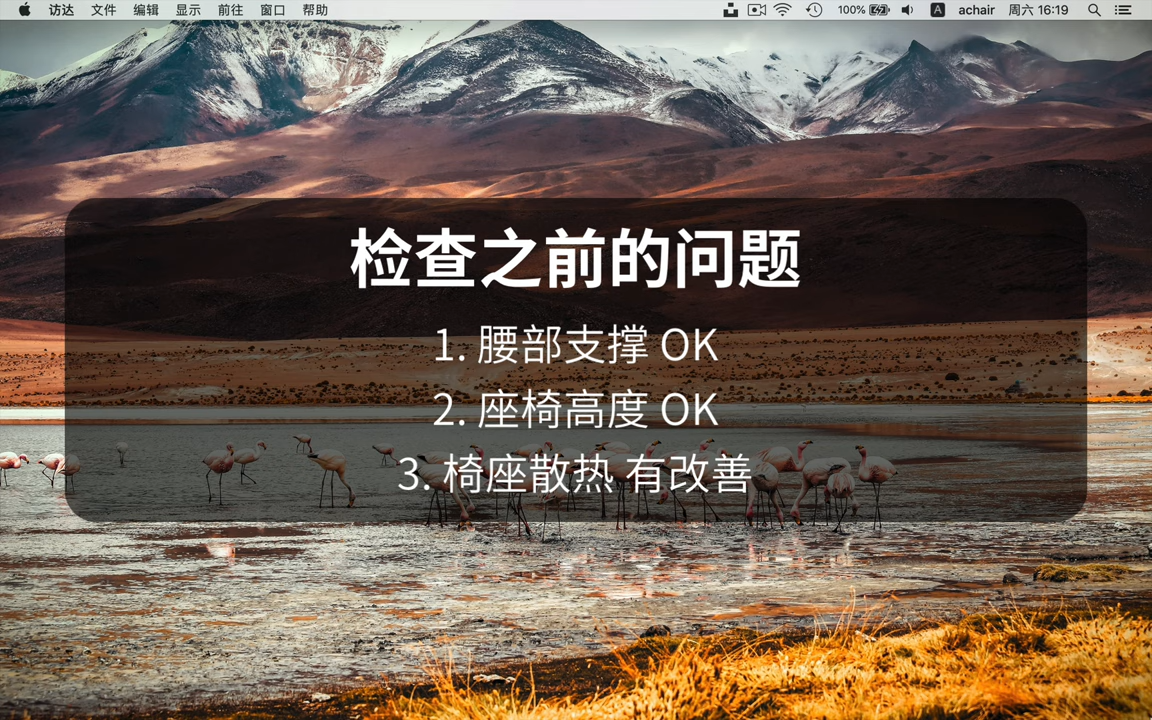 访达 文件 编辑 显示 前往 窗口 帮助 100% A achair 周六 16:19
检查之前的问题
1. 腰部支撑 OK
2. 座椅高度 OK
3. 椅座散热 有改善